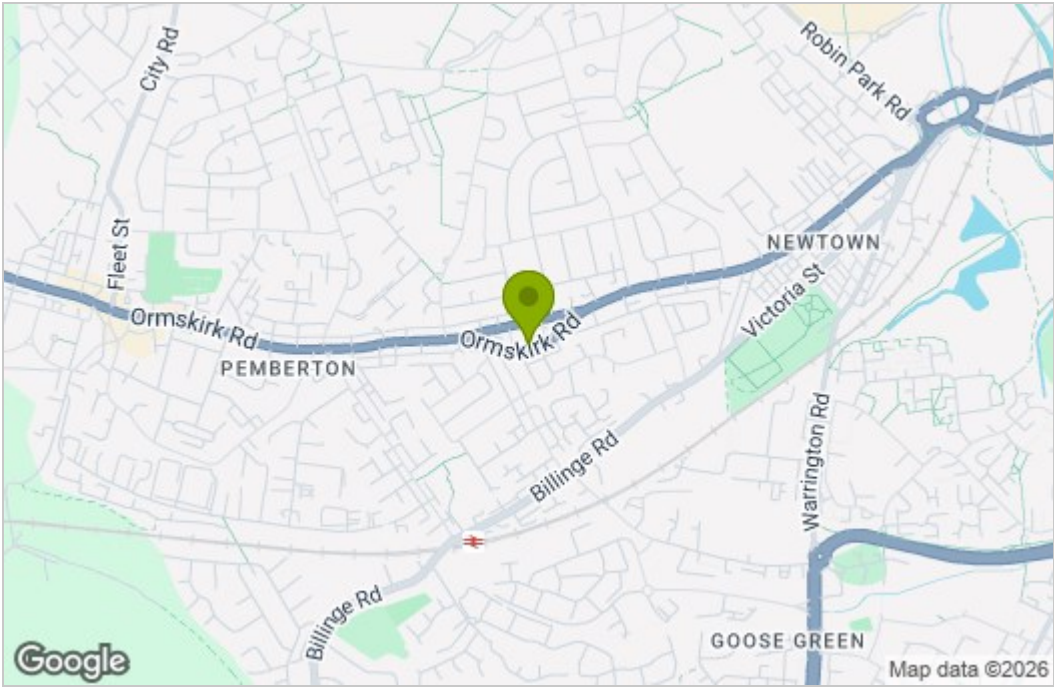 City Rd
Robin Park Rd
Fleet St
NEWTOWN
Victoria St
Ormskirk Rd
Ormskirk Rd
PEMBERTON
Warrington Rd
Billinge Rd
Billinge Rd
GOOSE GREEN
Google
Map data ©2026